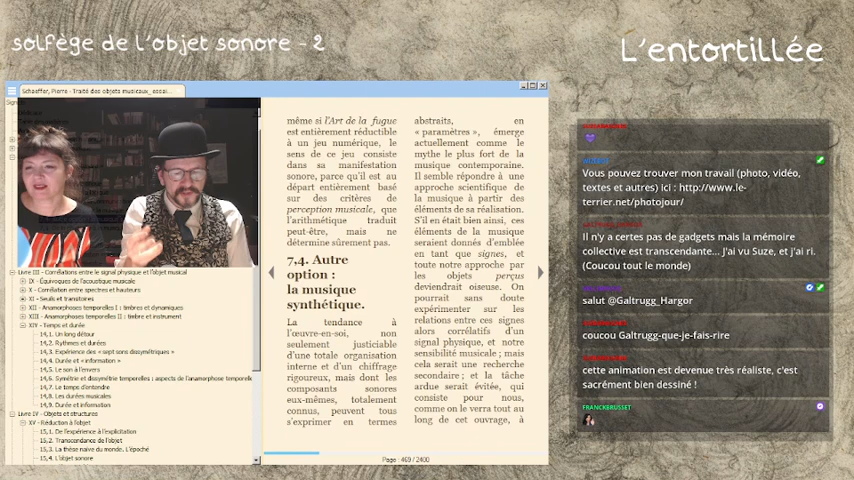 solfège de l'objet sonore - 2
L'entortillée
Schaeffer, Pierre - Traité des objets musicaux_ essai...
même si l'Art de la fugue
est entièrement réductible
à un jeu numérique, le
sens de ce jeu consiste
dans sa manifestation
sonore, parce qu'il est au
départ entièrement basé
sur des critères de
perception musicale, que
l'arithmétique traduit
peut-être, mais ne
détermine sûrement pas.
7,4. Autre
option :
la musique
synthétique.
La tendance à
l'œuvre-en-soi, non
seulement justiciable
d'une totale organisation
interne et d'un chiffrage
rigoureux, mais dont les
composants sonores
eux-mêmes, totalement
connus, peuvent tous
s'exprimer en termes
abstraits, en
« paramètres », émerge
actuellement comme le
mythe le plus fort de la
musique contemporaine.
Il semble répondre à une
approche scientifique de
la musique à partir des
éléments de sa réalisation.
S'il en était bien ainsi, ces
éléments de la musique
seraient donnés d'emblée
en tant que signes, et
toute notre approche par
les objets perçus
deviendrait oiseuse. On
pourrait sans doute
expérimenter sur les
relations entre ces signes
alors corrélatifs d'un
signal physique, et notre
sensibilité musicale ; mais
cela serait une recherche
secondaire ; et la tâche
ardue serait évitée, qui
consiste pour nous,
comme on le verra tout au
long de cet ouvrage, à
Page : 469 / 2400
Livre III - Corrélations entre le signal physique et l'objet musical
IX - Équivoques de l'acoustique musicale
X - Corrélation entre spectres et hauteurs
XI - Seuils et transitoires
XII - Anamorphoses temporelles I : timbres et dynamiques
XIII - Anamorphoses temporelles II : timbre et instrument
XIV - Temps et durée
14,1. Un long détour
14,2. Rythmes et durées
14,3. Expérience des « sept sons dissymétriques »
14,4. Durée et « information »
14,5. Le son à l'envers
14,6. Symétrie et dissymétrie temporelles : aspects de l'anamorphose temporelle
14,7. Le temps d'entendre
14,8. Les durées musicales
14,9. Durée et information
Livre IV - Objets et structures
XV - Réduction à l'objet
15,1. De l'expérience à l'explicitation
15,2. Transcendance de l'objet
15,3. La thèse naïve du monde. L'époché
15,4. L'objet sonore
Vous pouvez trouver mon travail (photo, vidéo,
textes et autres) ici : http://www.le-
terrier.net/photojour/
Il n'y a certes pas de gadgets mais la mémoire
collective est transcendante... J'ai vu Suze, et j'ai ri.
(Coucou tout le monde)
salut @Galtrugg_Hargor
coucou Galtrugg-que-je-fais-rire
cette animation est devenue très réaliste, c'est
sacrément bien dessiné !
FRANCKBRUSSET